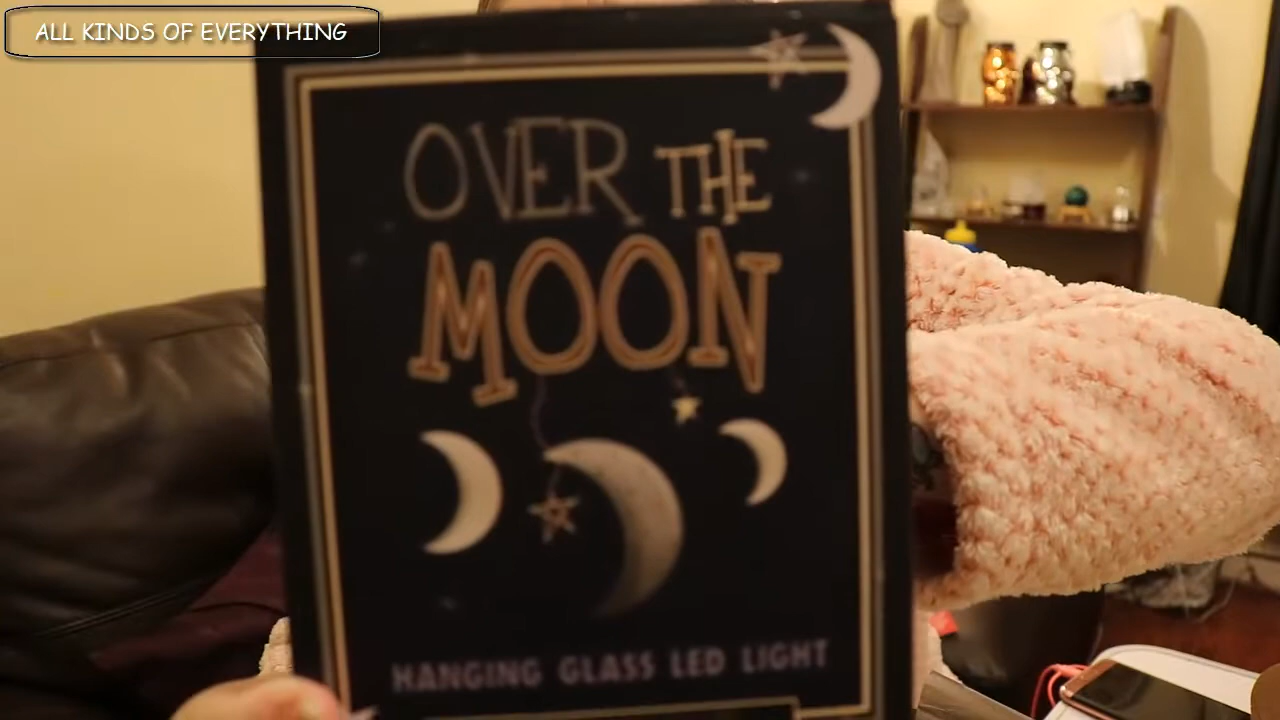 ALL KINDS OF EVERYTHING
OVER THE
MOON
HANGING GLASS LED LIGHT